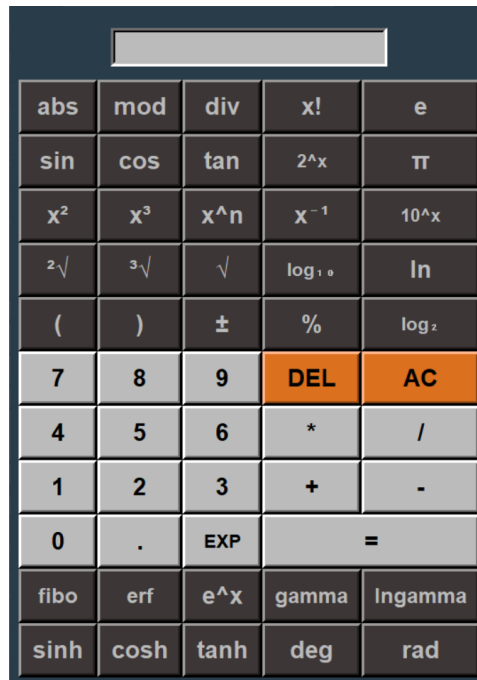 abs mod div x! e
sin cos tan 2^x π
x² x³ x^n x⁻¹ 10^x
²√ ³√ √ log₁₀ ln
( ) ± % log₂
7 8 9 DEL AC
4 5 6 * /
1 2 3 + -
0 . EXP =
fibo erf e^x gamma lngamma
sinh cosh tanh deg rad